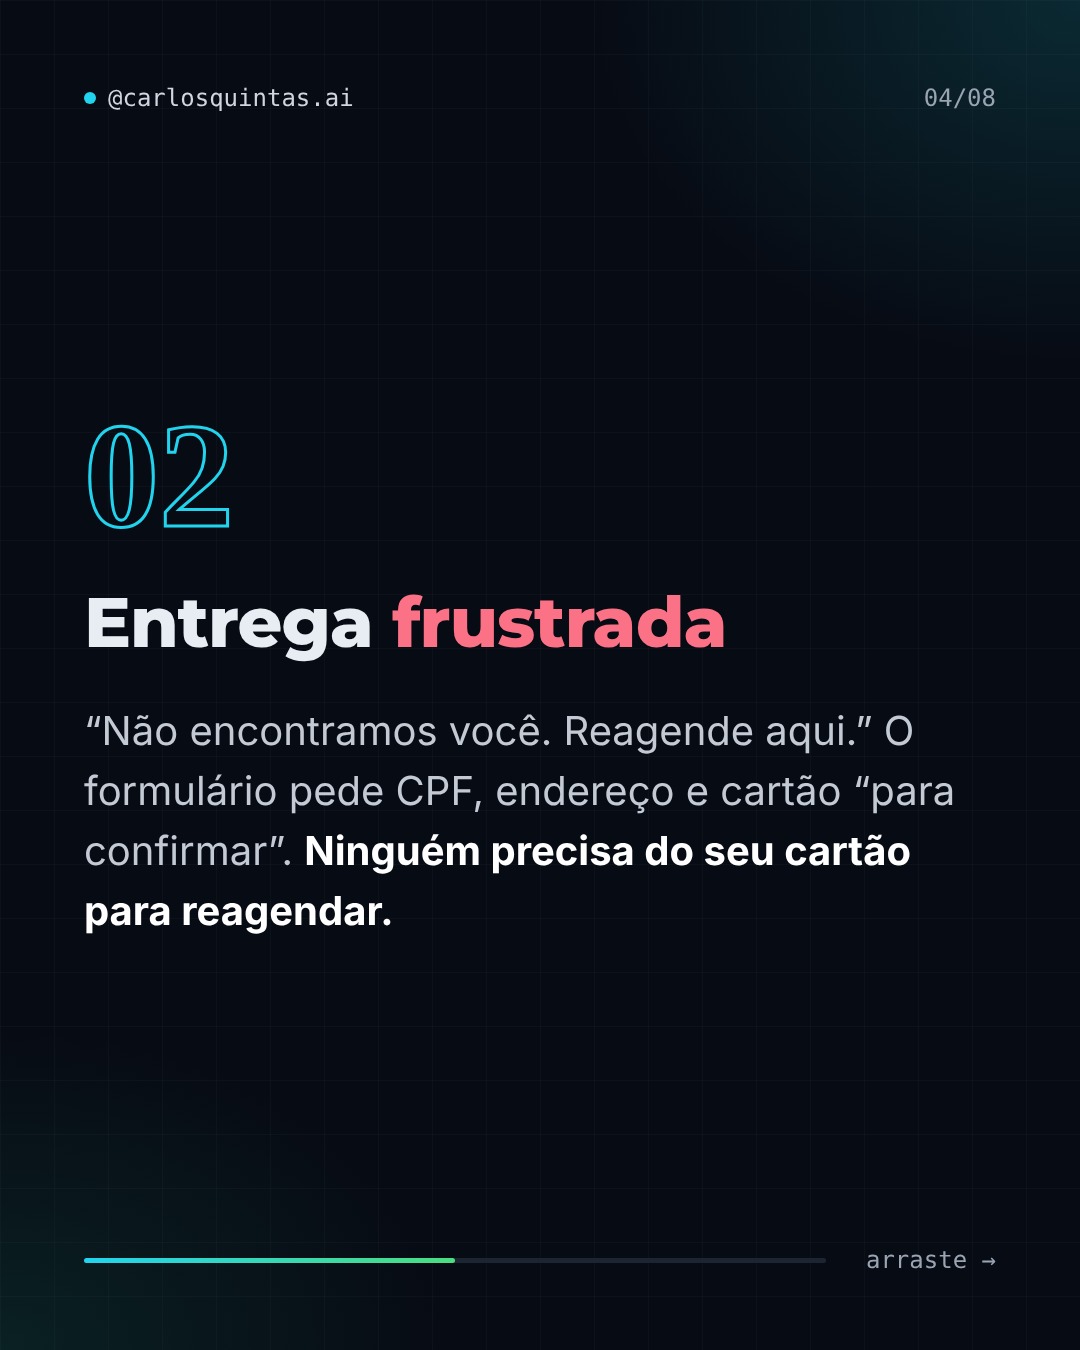 @carlosquintas.ai
04/08
02
Entrega frustrada
“Não encontramos você. Reagende aqui.” O
formulário pede CPF, endereço e cartão “para
confirmar”. Ninguém precisa do seu cartão
para reagendar.
arraste →